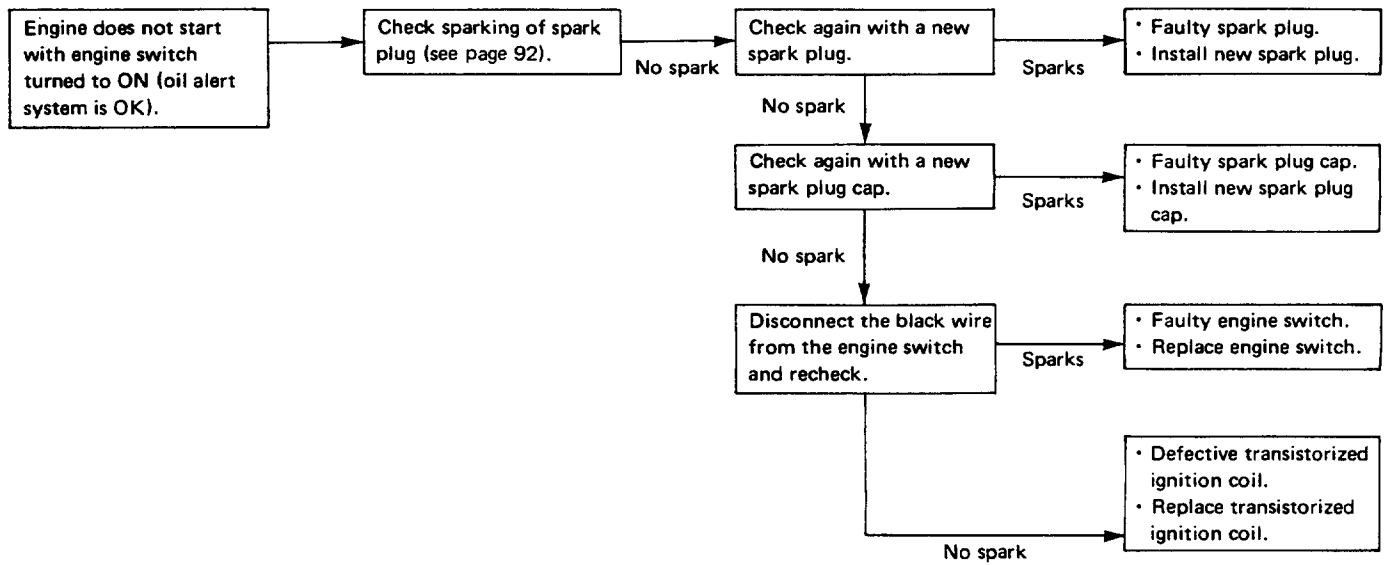 Engine does not start
with engine switch
turned to ON (oil alert
system is OK).
Check sparking of spark
plug (see page 92).
No spark
Check again with a new
spark plug.
Sparks
· Faulty spark plug.
· Install new spark plug.
No spark
Check again with a new
spark plug cap.
Sparks
· Faulty spark plug cap.
· Install new spark plug
cap.
No spark
Disconnect the black wire
from the engine switch
and recheck.
Sparks
· Faulty engine switch.
· Replace engine switch.
No spark
· Defective transistorized
ignition coil.
· Replace transistorized
ignition coil.